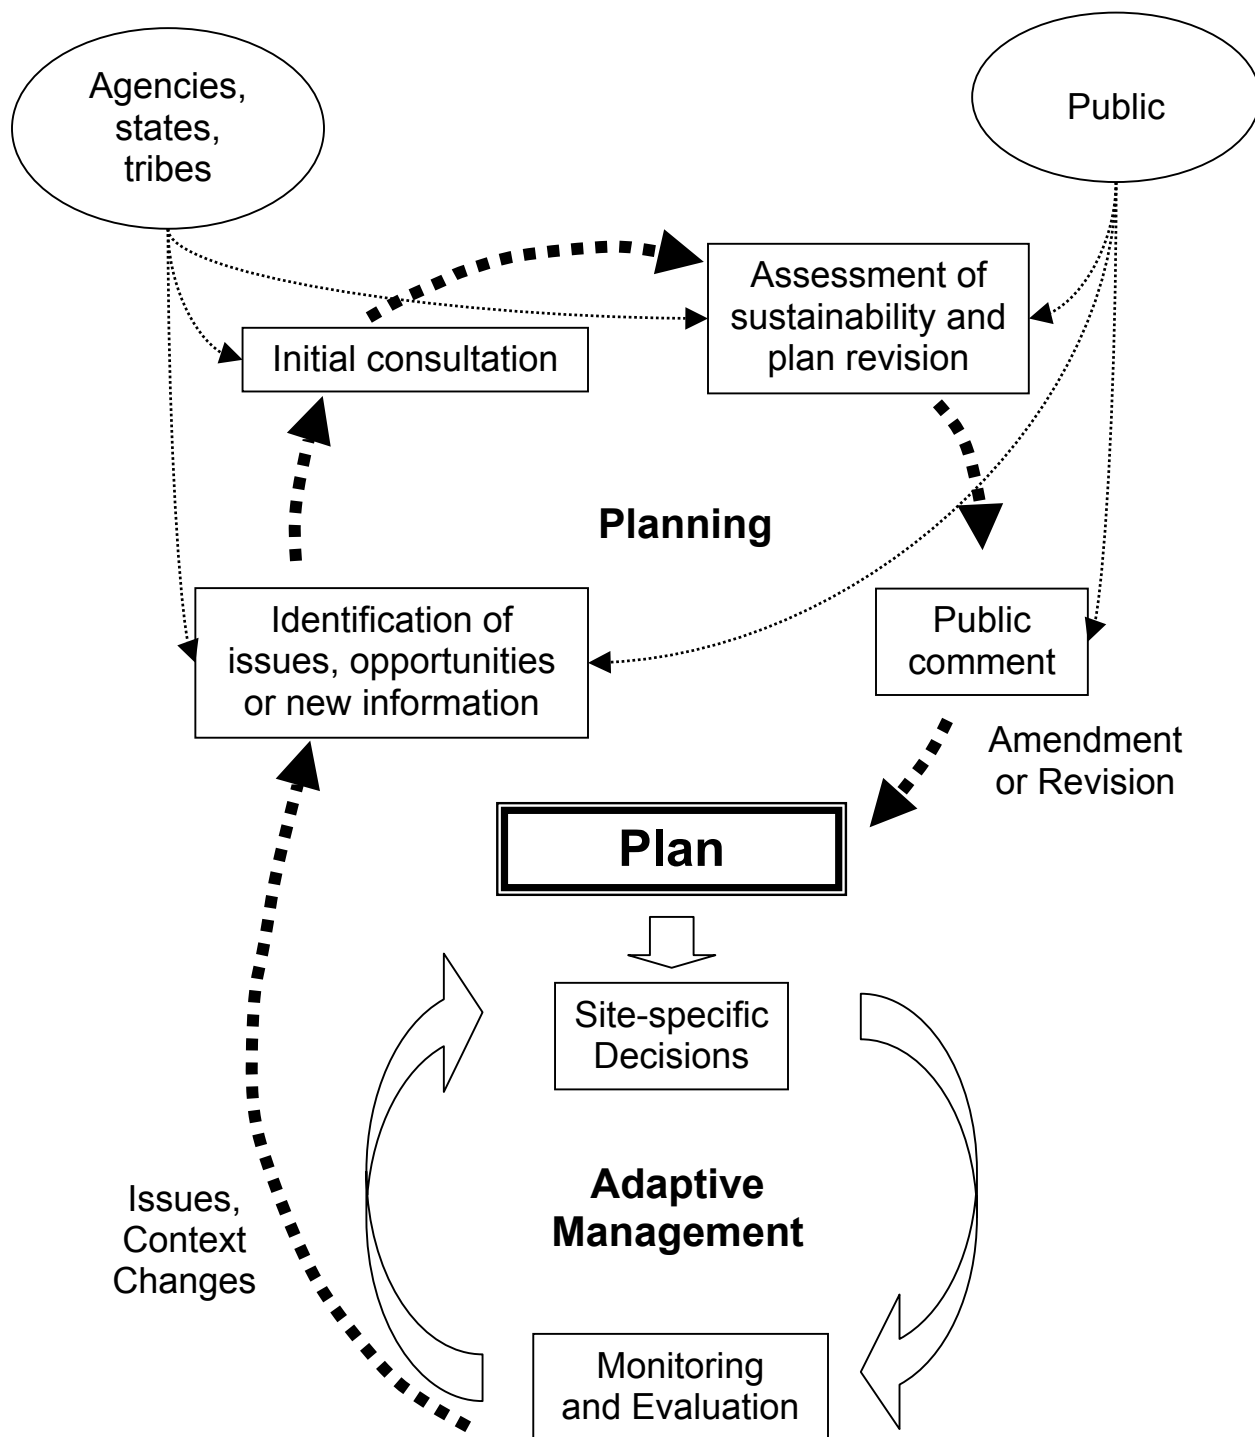 Agencies,
states,
tribes
Public
Assessment of
sustainability and
plan revision
Initial consultation
Planning
Identification of
issues, opportunities
or new information
Public
comment
Amendment
or Revision
Plan
Site-specific
Decisions
Adaptive
Management
Issues,
Context
Changes
Monitoring
and Evaluation